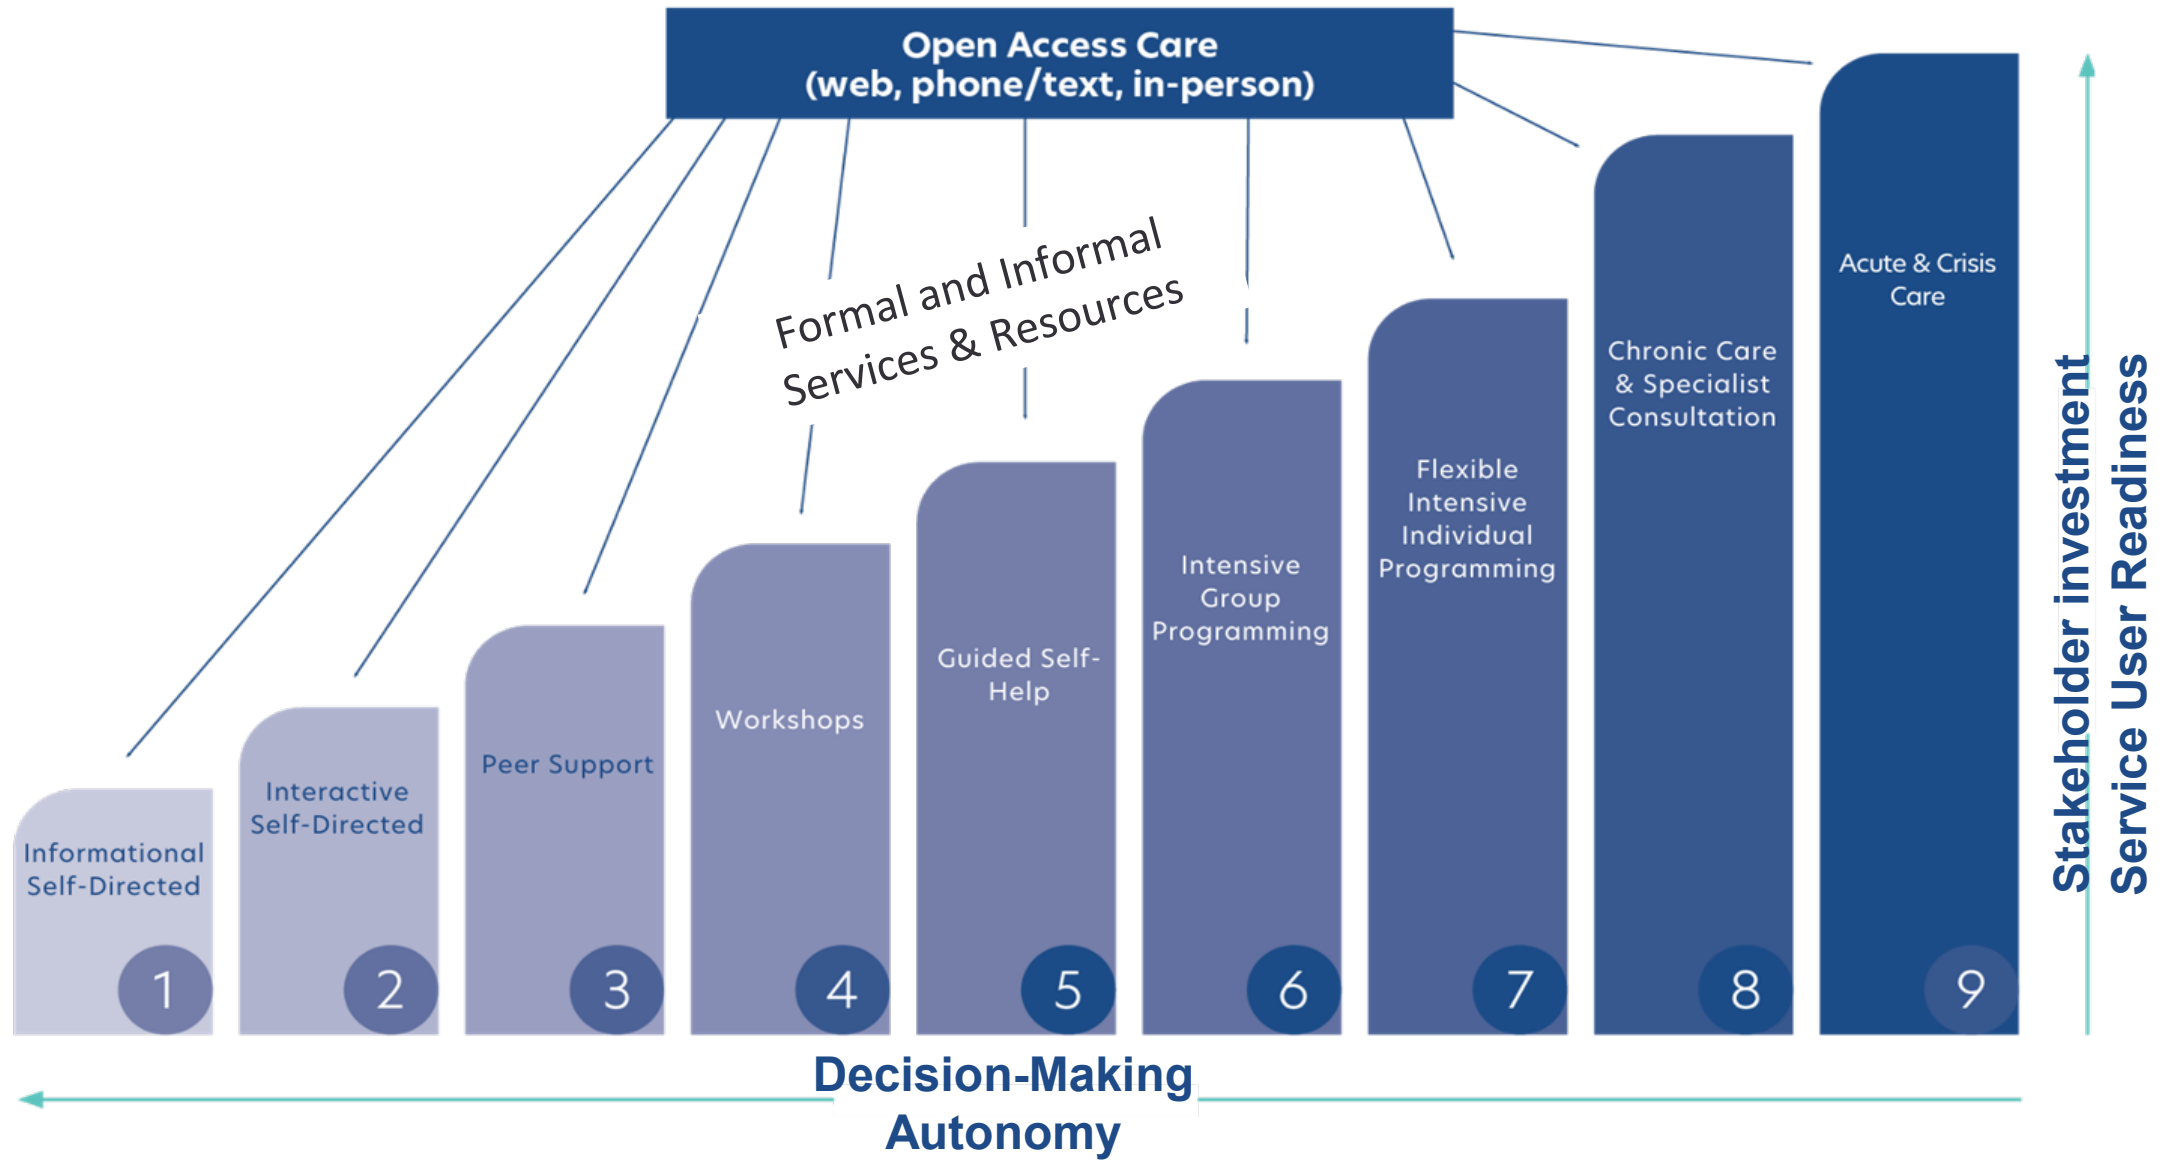 Open Access Care
(web, phone/text, in-person)
Formal and Informal
Services & Resources
Informational
Self-Directed
1
Interactive
Self-Directed
2
Peer Support
3
Workshops
4
Guided Self-
Help
5
Intensive
Group
Programming
6
Flexible
Intensive
Individual
Programming
7
Chronic Care
& Specialist
Consultation
8
Acute & Crisis
Care
9
Stakeholder investment
Service User Readiness
Decision-Making
Autonomy